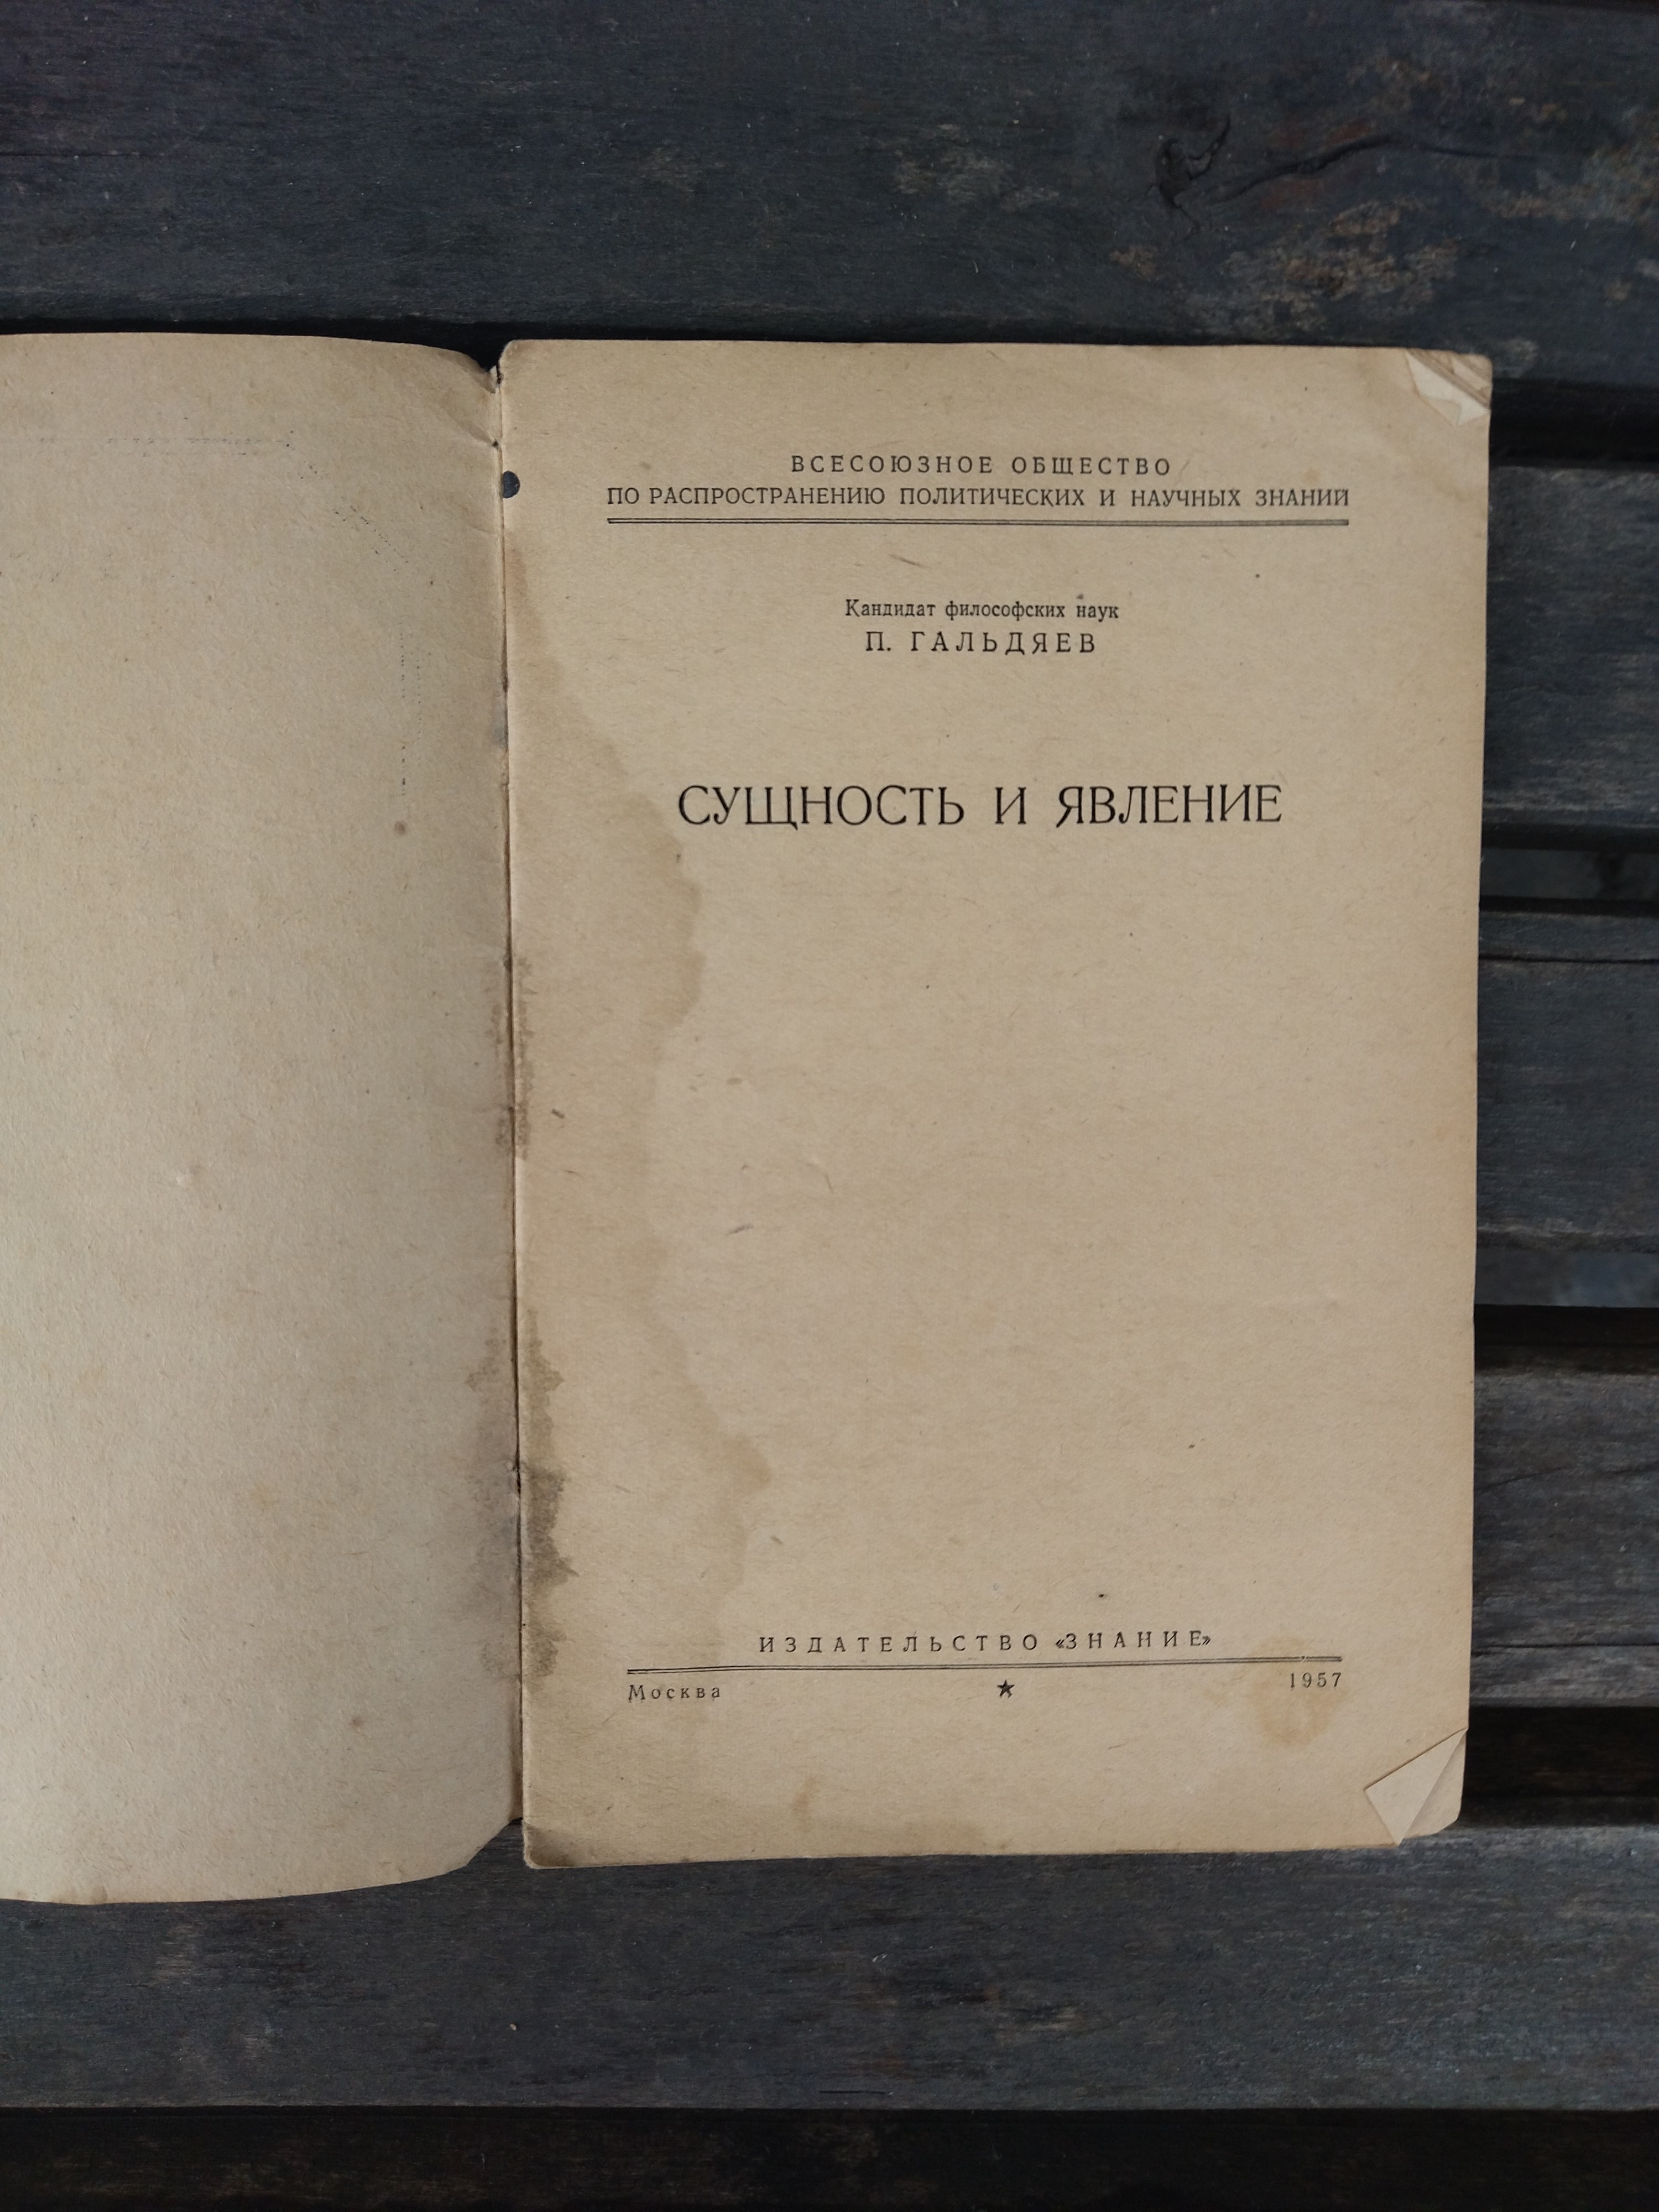 ВСЕСОЮЗНОЕ ОБЩЕСТВО
ПО РАСПРОСТРАНЕНИЮ ПОЛИТИЧЕСКИХ И НАУЧНЫХ ЗНАНИЙ
Кандидат философских наук
П. ГАЛЬДЯЕВ
СУЩНОСТЬ И ЯВЛЕНИЕ
ИЗДАТЕЛЬСТВО «ЗНАНИЕ»
Москва ★ 1957